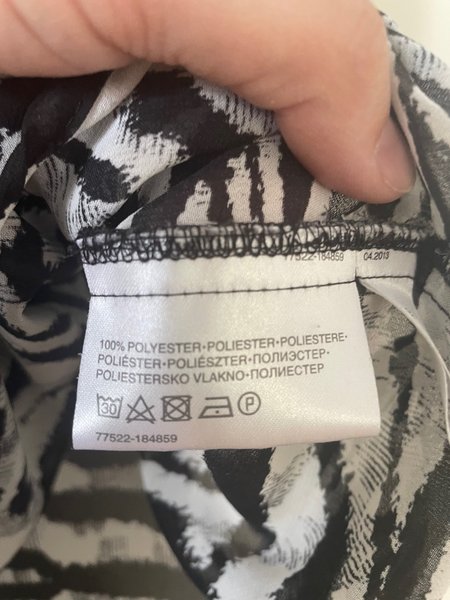 77522-184859 04.2013
100% POLYESTER·POLIESTER·POLIESTERE·
POLIÉSTER·POLIÉSZTER·ПОЛИЭСТЕР·
POLIESTERSKO VLAKNO·ПОЛИЕСТЕР
30 P
77522-184859